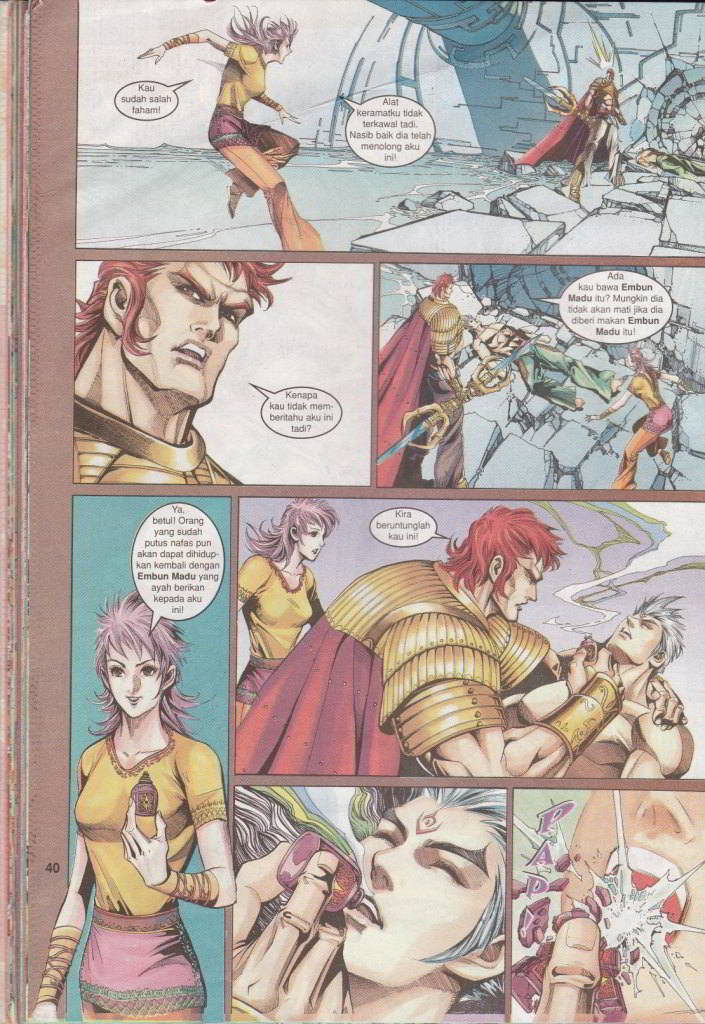 Kau
sudah salah
faham!
Alat
keramatku tidak
terkawal tadi.
Nasib baik dia telah
menolong aku
ini!
Kenapa
kau tidak mem-
beritahu aku ini
tadi?
Ada
kau bawa Embun
Madu itu? Mungkin dia
tidak akan mati jika dia
diberi makan Embun
Madu itu!
Ya,
betul! Orang
yang sudah
putus nafas pun
akan dapat dihidup-
kan kembali dengan
Embun Madu yang
ayah berikan
kepada aku
ini!
Kira
beruntunglah
kau ini!
PAPP
40